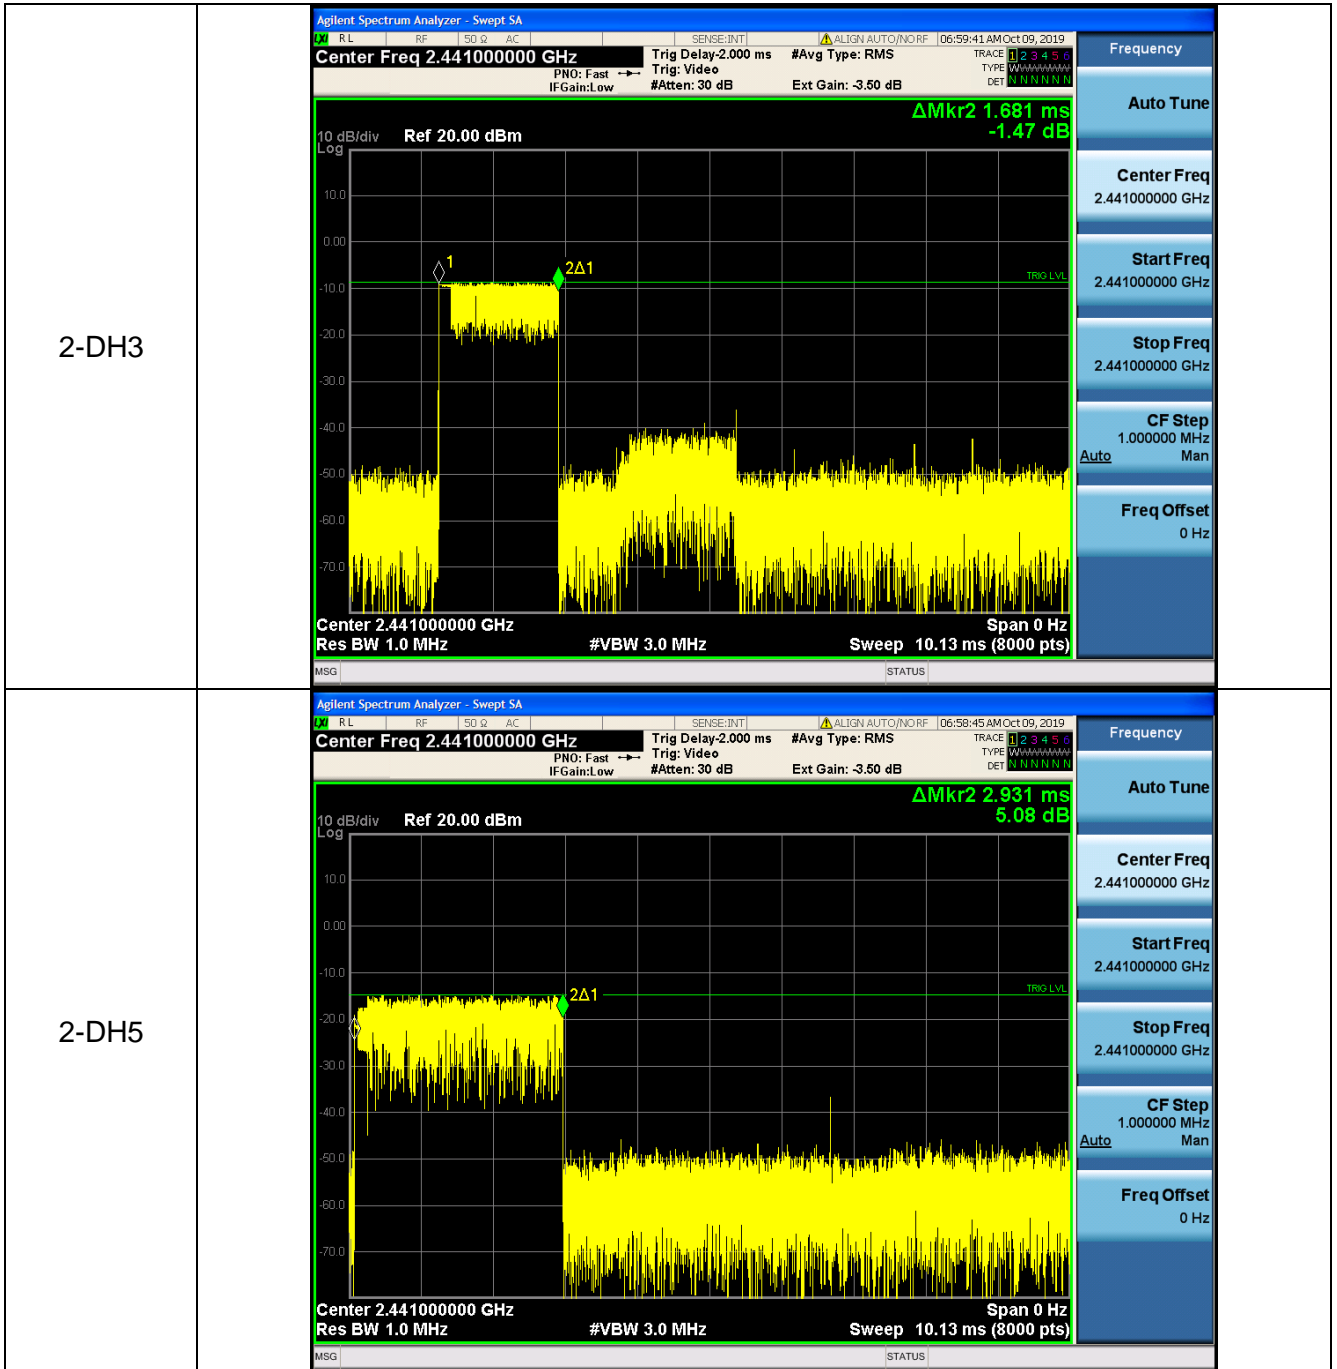 2-DH3
Agilent Spectrum Analyzer - Swept SA
LXI RL RF 50 Ω AC SENSE:INT ALIGN AUTO/NO RF 06:59:41 AM Oct 09, 2019
Center Freq 2.441000000 GHz
PNO: Fast
IFGain:Low
Trig Delay-2.000 ms
Trig: Video
#Atten: 30 dB
#Avg Type: RMS
Ext Gain: -3.50 dB
TRACE 1 2 3 4 5 6
TYPE WWWWWW
DET N N N N N N
ΔMkr2 1.681 ms
-1.47 dB
10 dB/div Ref 20.00 dBm
Log
10.0
0.00
-10.0
-20.0
-30.0
-40.0
-50.0
-60.0
-70.0
1
2Δ1
TRIG LVL
Center 2.441000000 GHz Span 0 Hz
Res BW 1.0 MHz #VBW 3.0 MHz Sweep 10.13 ms (8000 pts)
MSG STATUS
Frequency
Auto Tune
Center Freq
2.441000000 GHz
Start Freq
2.441000000 GHz
Stop Freq
2.441000000 GHz
CF Step
1.000000 MHz
Auto Man
Freq Offset
0 Hz
2-DH5
Agilent Spectrum Analyzer - Swept SA
LXI RL RF 50 Ω AC SENSE:INT ALIGN AUTO/NO RF 06:58:45 AM Oct 09, 2019
Center Freq 2.441000000 GHz
PNO: Fast
IFGain:Low
Trig Delay-2.000 ms
Trig: Video
#Atten: 30 dB
#Avg Type: RMS
Ext Gain: -3.50 dB
TRACE 1 2 3 4 5 6
TYPE WWWWWW
DET N N N N N N
ΔMkr2 2.931 ms
5.08 dB
10 dB/div Ref 20.00 dBm
Log
10.0
0.00
-10.0
-20.0
-30.0
-40.0
-50.0
-60.0
-70.0
2Δ1
TRIG LVL
Center 2.441000000 GHz Span 0 Hz
Res BW 1.0 MHz #VBW 3.0 MHz Sweep 10.13 ms (8000 pts)
MSG STATUS
Frequency
Auto Tune
Center Freq
2.441000000 GHz
Start Freq
2.441000000 GHz
Stop Freq
2.441000000 GHz
CF Step
1.000000 MHz
Auto Man
Freq Offset
0 Hz